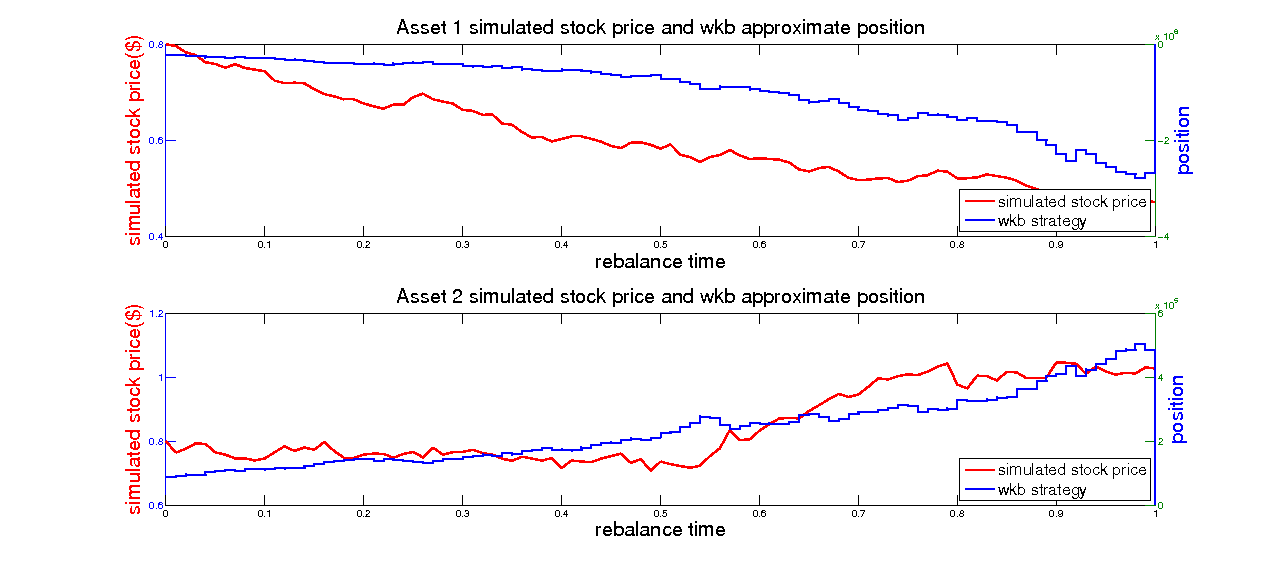 Asset 1 simulated stock price and wkb approximate position
x 10
0.8
0.6
0.4
0
-2
-4
simulated stock price($)
position
simulated stock price
wkb strategy
0 0.1 0.2 0.3 0.4 0.5 0.6 0.7 0.8 0.9 1
rebalance time
Asset 2 simulated stock price and wkb approximate position
x 10
1.2
1
0.8
0.6
6
4
2
0
simulated stock price($)
position
simulated stock price
wkb strategy
0 0.1 0.2 0.3 0.4 0.5 0.6 0.7 0.8 0.9 1
rebalance time